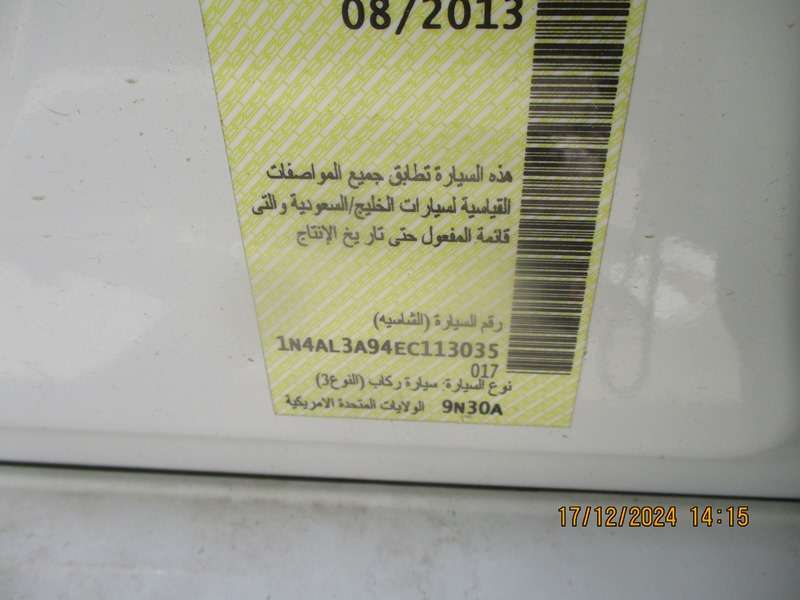 08/2013
هذه السيارة تطابق جميع المواصفات
القياسية لسيارات الخليج/السعودية والتى
قائمة المفعول حتى تاريخ الإنتاج
رقم السيارة (الشاسيه)
1N4AL3A94EC113035
017
نوع السيارة: سيارة ركاب (النوع3)
9N30A الولايات المتحدة الامريكية
17/12/2024 14:15